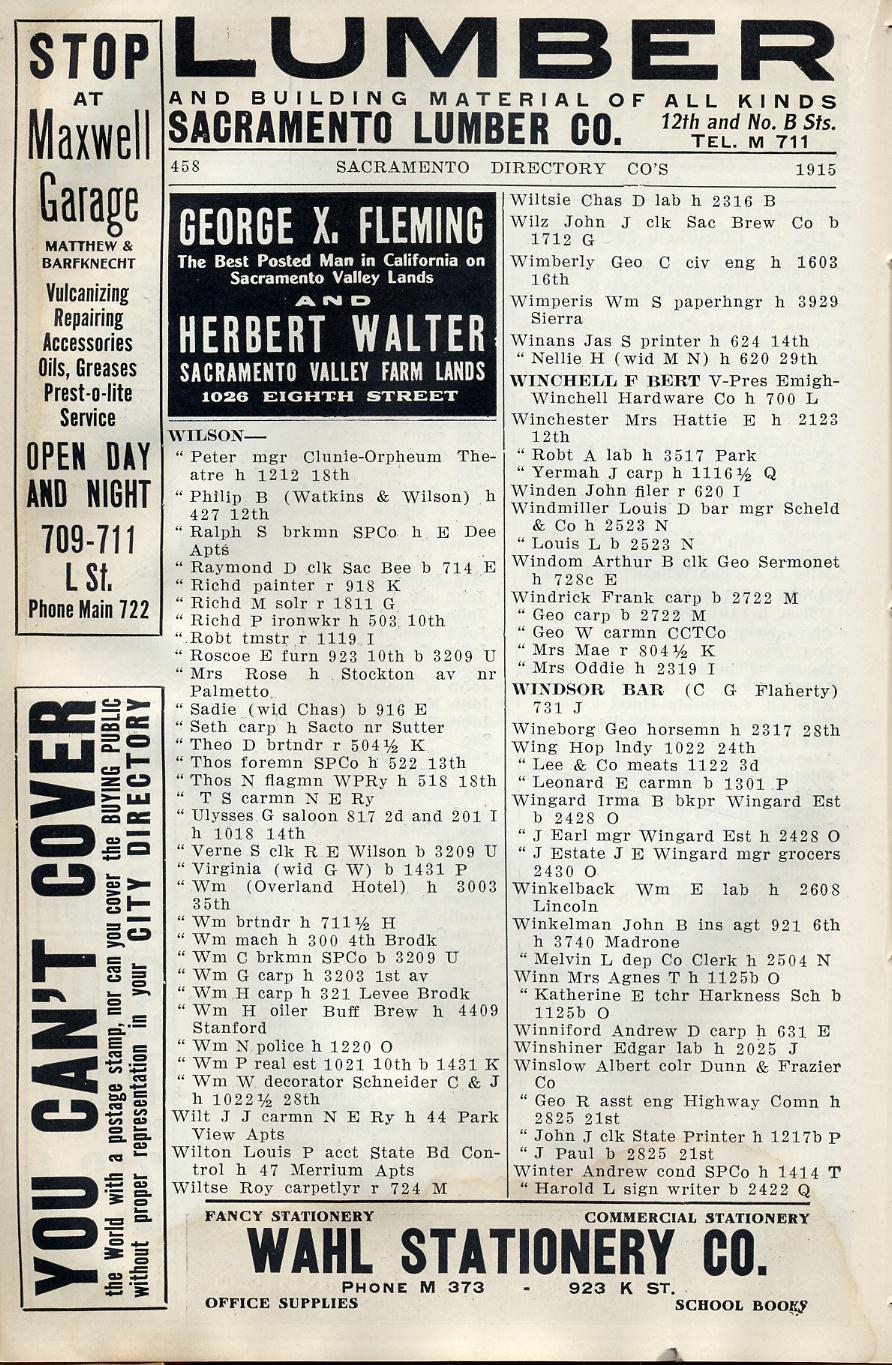 STOP
AT
Maxwell
Garage
MATTHEW &
BARFKNECHT
Vulcanizing
Repairing
Accessories
Oils, Greases
Prest-o-lite
Service
OPEN DAY
AND NIGHT
709-711
L St.
Phone Main 722
YOU CAN'T COVER
the World with a postage stamp, nor can you cover the BUYING PUBLIC
without proper representation in your CITY DIRECTORY
LUMBER
AND BUILDING MATERIAL OF ALL KINDS
SACRAMENTO LUMBER CO. 12th and No. B Sts.
TEL. M 711
458 SACRAMENTO DIRECTORY CO'S 1915
GEORGE X. FLEMING
The Best Posted Man in California on
Sacramento Valley Lands
AND
HERBERT WALTER
SACRAMENTO VALLEY FARM LANDS
1026 EIGHTH STREET
WILSON—
“ Peter mgr Clunie-Orpheum The-
atre h 1212 18th
“ Philip B (Watkins & Wilson) h
427 12th
“ Ralph S brkmn SPCo h E Dee
Apts
“ Raymond D clk Sac Bee b 714 E
“ Richd painter r 918 K
“ Richd M solr r 1811 G
“ Richd P ironwkr h 503 10th
“ Robt tmstr r 1119 I
“ Roscoe E furn 923 10th b 3209 U
“ Mrs Rose h Stockton av nr
Palmetto
“ Sadie (wid Chas) b 916 E
“ Seth carp h Sacto nr Sutter
“ Theo D brtndr r 504½ K
“ Thos foremn SPCo h 522 13th
“ Thos N flagmn WPRy h 518 18th
“ T S carmn N E Ry
“ Ulysses G saloon 817 2d and 201 I
h 1018 14th
“ Verne S clk R E Wilson b 3209 U
“ Virginia (wid G W) b 1431 P
“ Wm (Overland Hotel) h 3003
35th
“ Wm brtndr h 711½ H
“ Wm mach h 300 4th Brodk
“ Wm C brkmn SPCo b 3209 U
“ Wm G carp h 3203 1st av
“ Wm H carp h 321 Levee Brodk
“ Wm H oiler Buff Brew h 4409
Stanford
“ Wm N police h 1220 O
“ Wm P real est 1021 10th b 1431 K
“ Wm W decorator Schneider C & J
h 1022½ 28th
Wilt J J carmn N E Ry h 44 Park
View Apts
Wilton Louis P acct State Bd Con-
trol h 47 Merrium Apts
Wiltse Roy carpetlyr r 724 M
Wiltsie Chas D lab h 2316 B
Wilz John J clk Sac Brew Co b
1712 G
Wimberly Geo C civ eng h 1603
16th
Wimperis Wm S paperhngr h 3929
Sierra
Winans Jas S printer h 624 14th
“ Nellie H (wid M N) h 620 29th
WINCHELL F BERT V-Pres Emigh-
Winchell Hardware Co h 700 L
Winchester Mrs Hattie E h 2123
12th
“ Robt A lab h 3517 Park
“ Yermah J carp h 1116½ Q
Winden John filer r 620 I
Windmiller Louis D bar mgr Scheld
& Co h 2523 N
“ Louis L b 2523 N
Windom Arthur B clk Geo Sermonet
h 728c E
Windrick Frank carp b 2722 M
“ Geo carp b 2722 M
“ Geo W carmn CCTCo
“ Mrs Mae r 804½ K
“ Mrs Oddie h 2319 I
WINDSOR BAR (C G Flaherty)
731 J
Wineborg Geo horsemn h 2317 28th
Wing Hop lndy 1022 24th
“ Lee & Co meats 1122 3d
“ Leonard E carmn b 1301 P
Wingard Irma B bkpr Wingard Est
b 2428 O
“ J Earl mgr Wingard Est h 2428 O
“ J Estate J E Wingard mgr grocers
2430 O
Winkelback Wm E lab h 2608
Lincoln
Winkelman John B ins agt 921 6th
h 3740 Madrone
“ Melvin L dep Co Clerk h 2504 N
Winn Mrs Agnes T h 1125b O
“ Katherine E tchr Harkness Sch b
1125b O
Winniford Andrew D carp h 631 E
Winshiner Edgar lab h 2025 J
Winslow Albert colr Dunn & Frazier
Co
“ Geo R asst eng Highway Comn h
2825 21st
“ John J clk State Printer h 1217b P
“ J Paul b 2825 21st
Winter Andrew cond SPCo h 1414 T
“ Harold L sign writer b 2422 Q
FANCY STATIONERY COMMERCIAL STATIONERY
WAHL STATIONERY CO.
PHONE M 373 - 923 K ST.
OFFICE SUPPLIES SCHOOL BOOKS